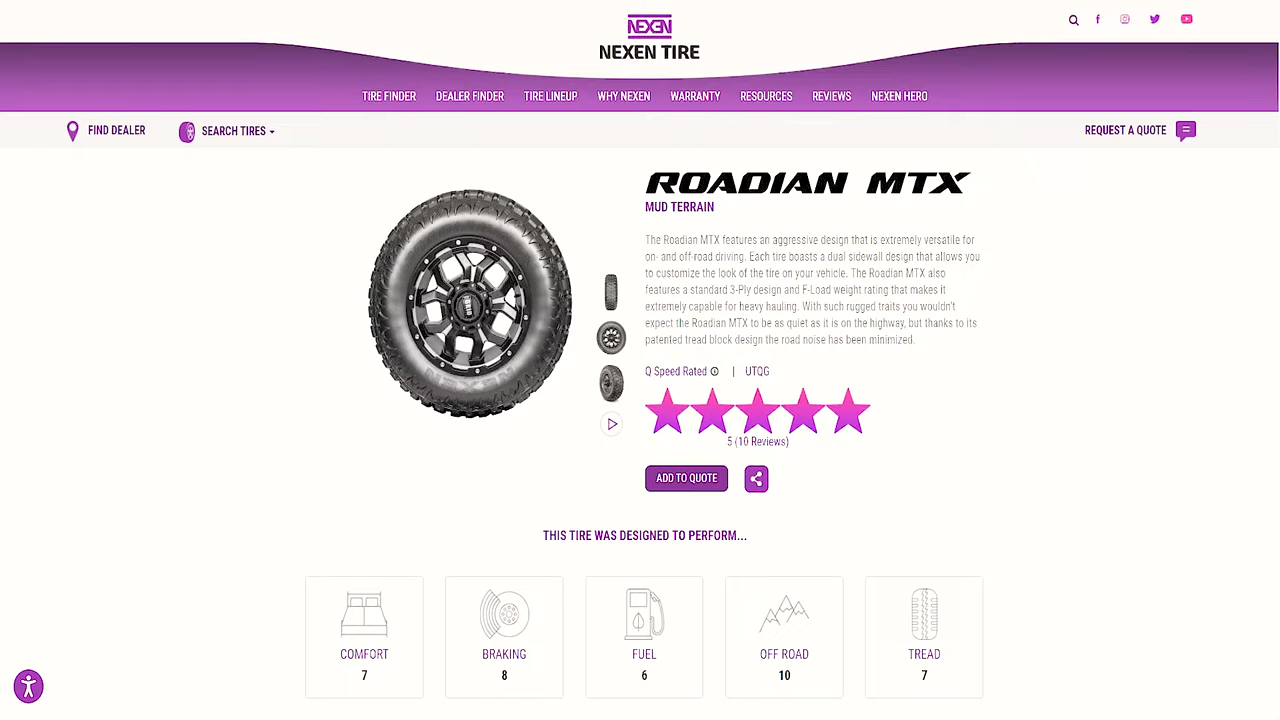 NEXEN
NEXEN TIRE
TIRE FINDER DEALER FINDER TIRE LINEUP WHY NEXEN WARRANTY RESOURCES REVIEWS NEXEN HERO
FIND DEALER SEARCH TIRES REQUEST A QUOTE
ROADIAN MTX
MUD TERRAIN
The Roadian MTX features an aggressive design that is extremely versatile for
on- and off-road driving. Each tire boasts a dual sidewall design that allows you
to customize the look of the tire on your vehicle. The Roadian MTX also
features a standard 3-Ply design and F-Load weight rating that makes it
extremely capable for heavy hauling. With such rugged traits you wouldn't
expect the Roadian MTX to be as quiet as it is on the highway, but thanks to its
patented tread block design the road noise has been minimized.
Q Speed Rated | UTQG
5 (10 Reviews)
ADD TO QUOTE
THIS TIRE WAS DESIGNED TO PERFORM...
COMFORT BRAKING FUEL OFF ROAD TREAD
7 8 6 10 7